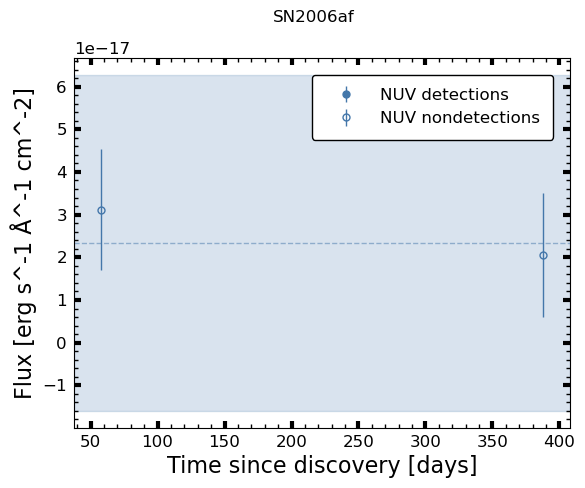 SN2006af
1e−17
Flux [erg s^-1 Å^-1 cm^-2]
6
5
4
3
2
1
0
−1
NUV detections
NUV nondetections
50 100 150 200 250 300 350 400
Time since discovery [days]